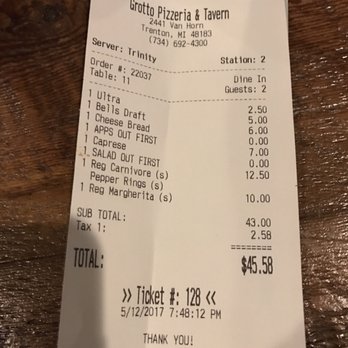 Grotto Pizzeria & Tavern
2441 Van Horn
Trenton, MI 48183
(734) 692-4300
Server: Trinity Station: 2
Order #: 22037 Dine In
Table: 11 Guests: 2
1 Ultra 2.50
1 Bells Draft 5.00
1 Cheese Bread 6.00
1 APPS OUT FIRST 0.00
1 Caprese 7.00
1 SALAD OUT FIRST 0.00
1 Reg Carnivore (s) 12.50
Pepper Rings (s)
1 Reg Margherita (s) 10.00
SUB TOTAL: 43.00
Tax 1: 2.58
========
TOTAL: $45.58
>> Ticket #: 128 <<
5/12/2017 7:48:12 PM
THANK YOU!